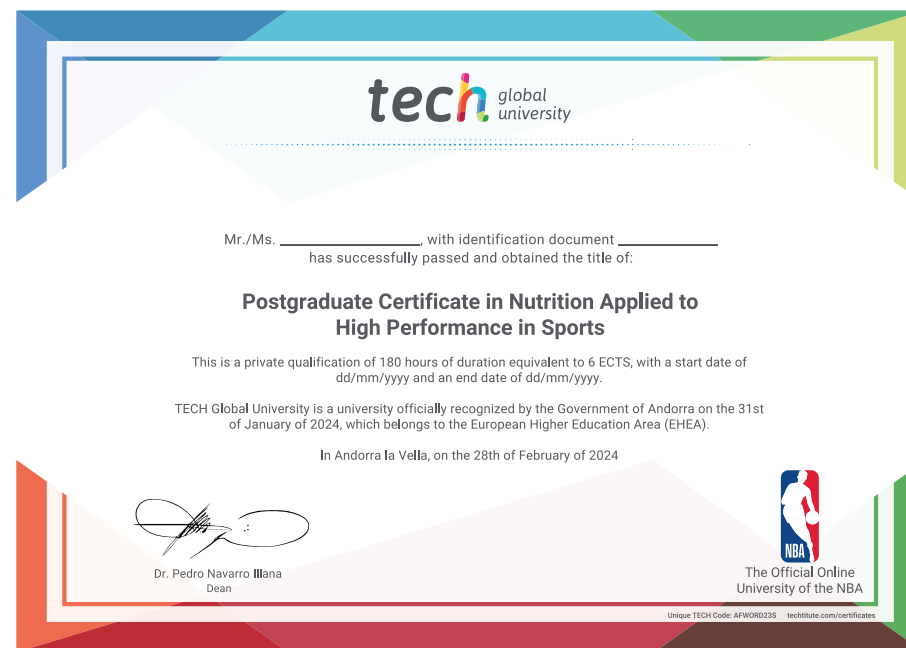 tech global
university
Mr./Ms. ____________, with identification document ____________
has successfully passed and obtained the title of:
Postgraduate Certificate in Nutrition Applied to
High Performance in Sports
This is a private qualification of 180 hours of duration equivalent to 6 ECTS, with a start date of
dd/mm/yyyy and an end date of dd/mm/yyyy.
TECH Global University is a university officially recognized by the Government of Andorra on the 31st
of January of 2024, which belongs to the European Higher Education Area (EHEA).
In Andorra la Vella, on the 28th of February of 2024
Dr. Pedro Navarro Illana
Dean
NBA
The Official Online
University of the NBA
Unique TECH Code: AFWORD23S techtitute.com/certificates